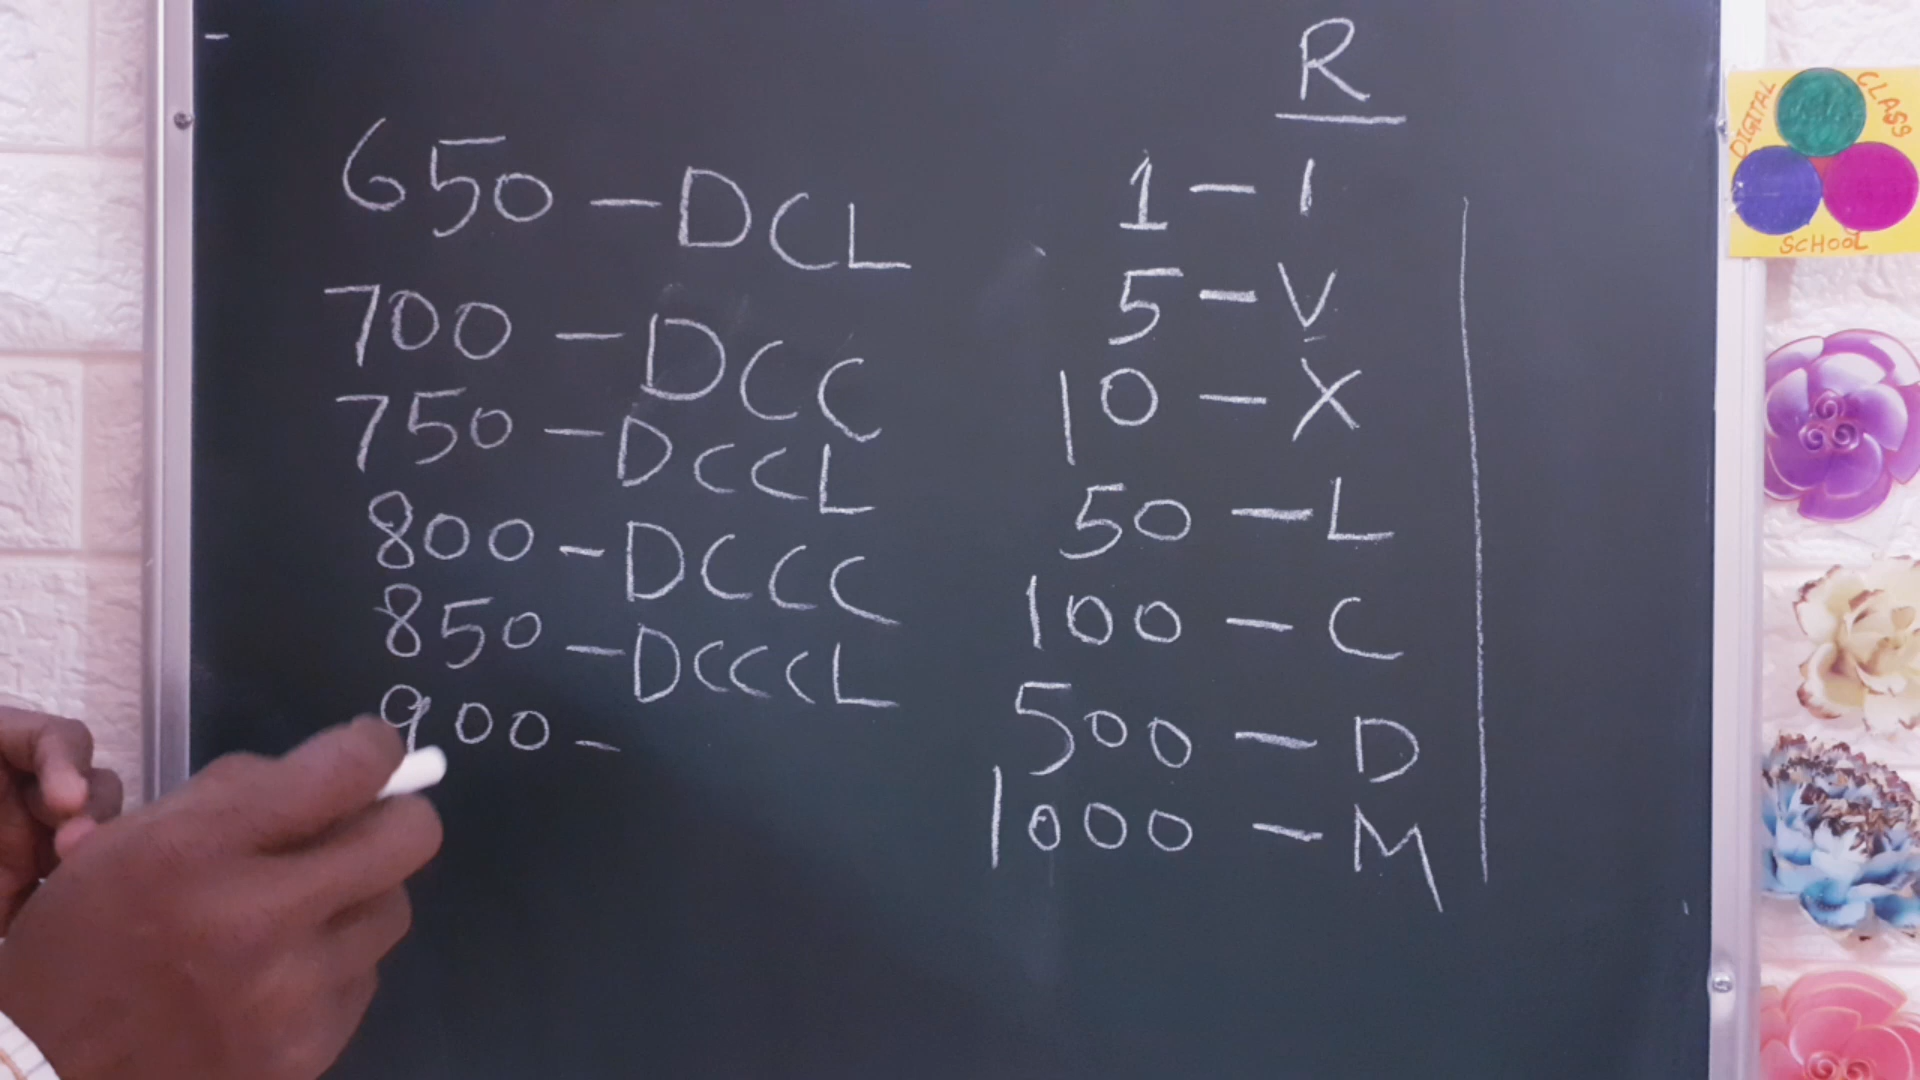 650 - DCL
700 - DCC
750 - DCCL
800 - DCCC
850 - DCCCL
900 -
R
1 - I
5 - V
10 - X
50 - L
100 - C
500 - D
1000 - M
DIGITAL CLASS
SCHOOL